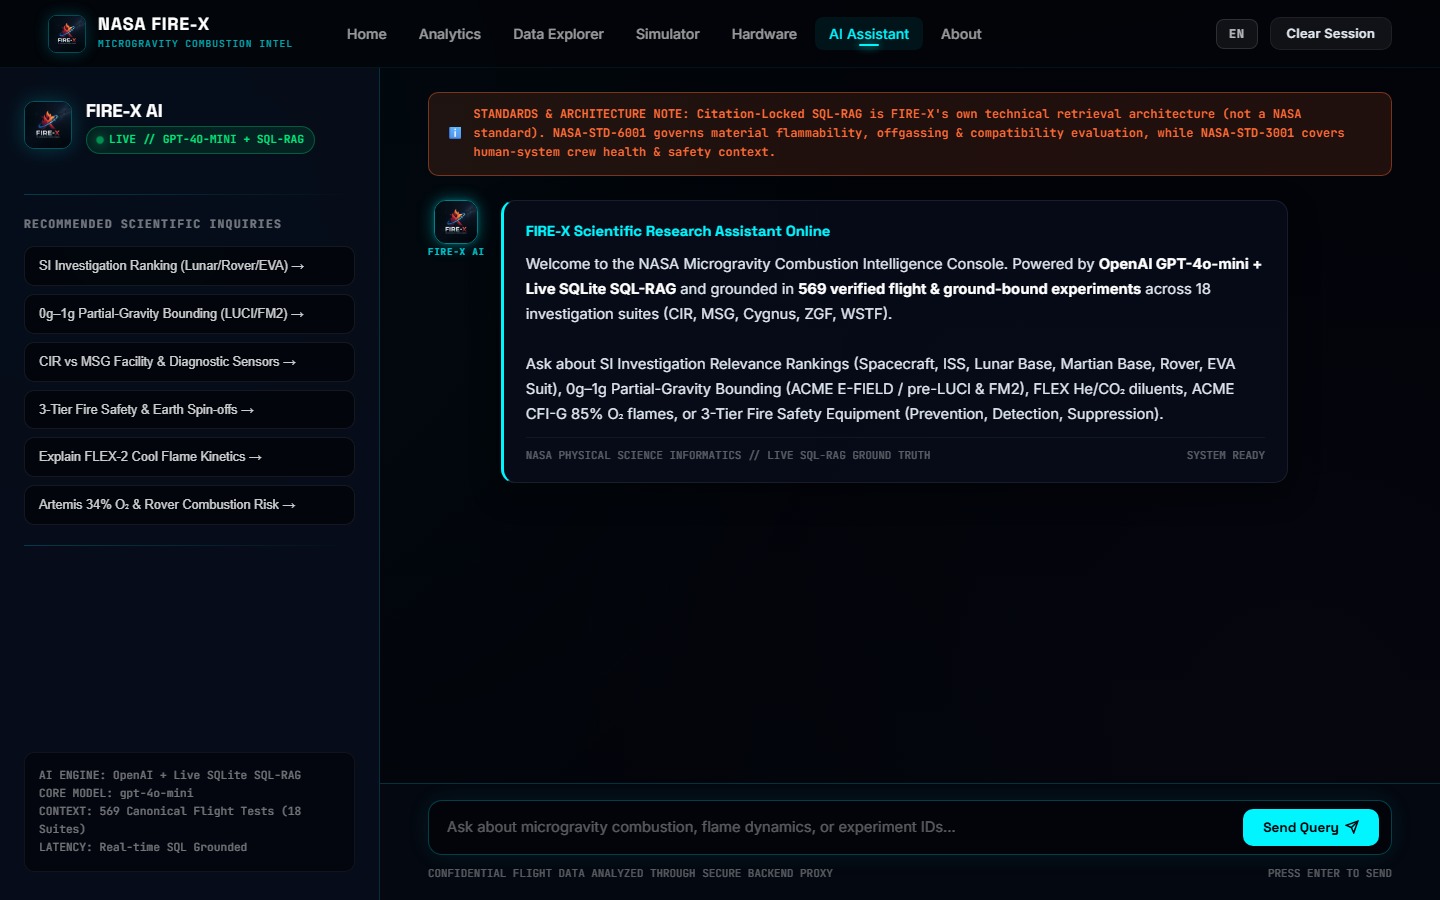 NASA FIRE-X
MICROGRAVITY COMBUSTION INTEL
Home
Analytics
Data Explorer
Simulator
Hardware
AI Assistant
About
EN
Clear Session
FIRE-X AI
LIVE // GPT-4O-MINI + SQL-RAG
RECOMMENDED SCIENTIFIC INQUIRIES
SI Investigation Ranking (Lunar/Rover/EVA) →
0g–1g Partial-Gravity Bounding (LUCI/FM2) →
CIR vs MSG Facility & Diagnostic Sensors →
3-Tier Fire Safety & Earth Spin-offs →
Explain FLEX-2 Cool Flame Kinetics →
Artemis 34% O₂ & Rover Combustion Risk →
AI ENGINE: OpenAI + Live SQLite SQL-RAG
CORE MODEL: gpt-4o-mini
CONTEXT: 569 Canonical Flight Tests (18
Suites)
LATENCY: Real-time SQL Grounded
STANDARDS & ARCHITECTURE NOTE: Citation-Locked SQL-RAG is FIRE-X's own technical retrieval architecture (not a NASA
standard). NASA-STD-6001 governs material flammability, offgassing & compatibility evaluation, while NASA-STD-3001 covers
human-system crew health & safety context.
FIRE-X
FIRE-X AI
FIRE-X Scientific Research Assistant Online
Welcome to the NASA Microgravity Combustion Intelligence Console. Powered by OpenAI GPT-4o-mini +
Live SQLite SQL-RAG and grounded in 569 verified flight & ground-bound experiments across 18
investigation suites (CIR, MSG, Cygnus, ZGF, WSTF).
Ask about SI Investigation Relevance Rankings (Spacecraft, ISS, Lunar Base, Martian Base, Rover, EVA
Suit), 0g–1g Partial-Gravity Bounding (ACME E-FIELD / pre-LUCI & FM2), FLEX He/CO₂ diluents, ACME
CFI-G 85% O₂ flames, or 3-Tier Fire Safety Equipment (Prevention, Detection, Suppression).
NASA PHYSICAL SCIENCE INFORMATICS // LIVE SQL-RAG GROUND TRUTH
SYSTEM READY
Ask about microgravity combustion, flame dynamics, or experiment IDs...
Send Query
CONFIDENTIAL FLIGHT DATA ANALYZED THROUGH SECURE BACKEND PROXY
PRESS ENTER TO SEND